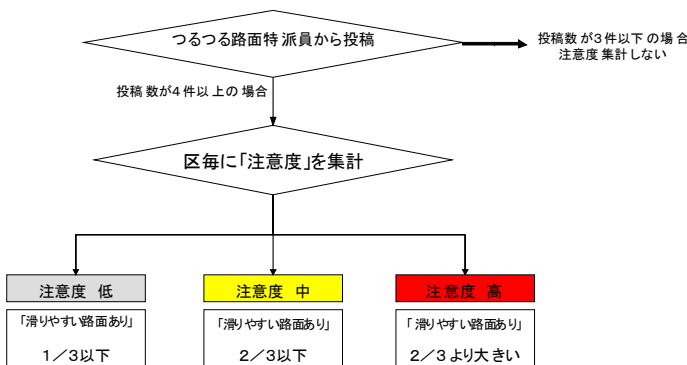 つるつる路面特派員から投稿
投稿数が3件以下の場合
注意度集計しない
投稿数が4件以上の場合
区毎に「注意度」を集計
注意度 低
注意度 中
注意度 高
「滑りやすい路面あり」
1/3以下
「滑りやすい路面あり」
2/3以下
「滑りやすい路面あり」
2/3より大きい